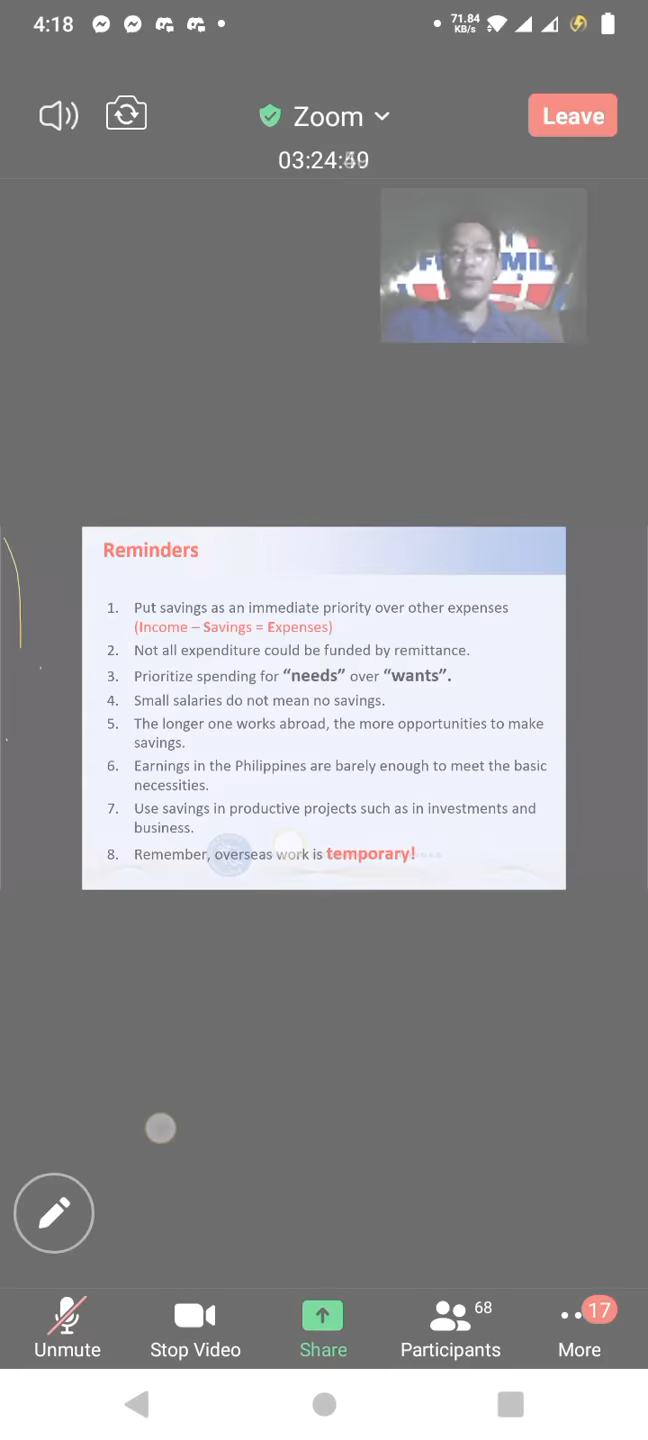 4:18
71.84
KB/s
Zoom
Leave
03:24:
Reminders
1. Put savings as an immediate priority over other expenses
(Income – Savings = Expenses)
2. Not all expenditure could be funded by remittance.
3. Prioritize spending for “needs” over “wants”.
4. Small salaries do not mean no savings.
5. The longer one works abroad, the more opportunities to make
savings.
6. Earnings in the Philippines are barely enough to meet the basic
necessities.
7. Use savings in productive projects such as in investments and
business.
8. Remember, overseas work is temporary!
68
17
Unmute
Stop Video
Share
Participants
More